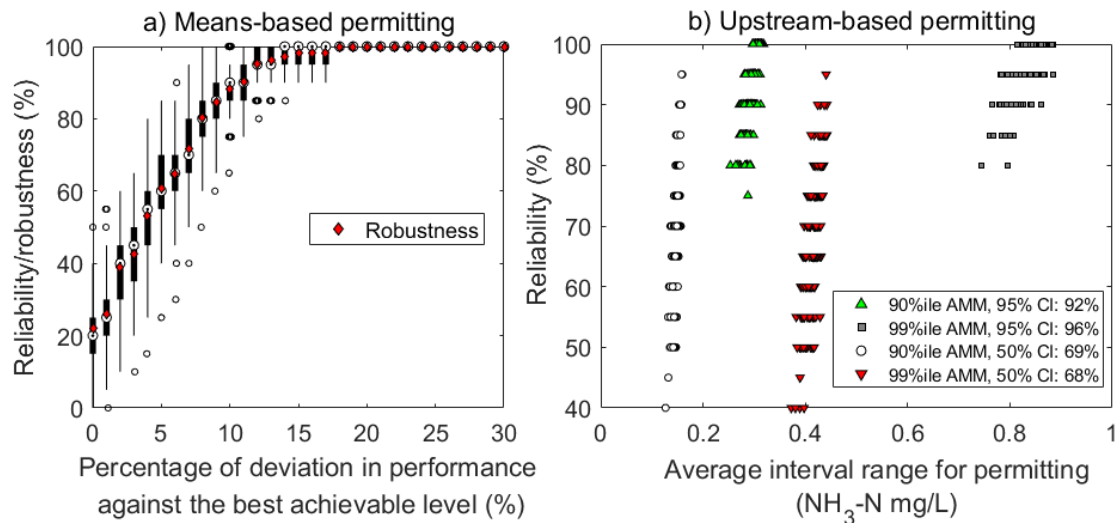 a) Means-based permitting
Reliability/robustness (%)
100
80
60
40
20
0
Robustness
0
5
10
15
20
25
30
Percentage of deviation in performance
against the best achievable level (%)
b) Upstream-based permitting
Reliability (%)
100
90
80
70
60
50
40
90%ile AMM, 95% CI: 92%
99%ile AMM, 95% CI: 96%
90%ile AMM, 50% CI: 69%
99%ile AMM, 50% CI: 68%
0
0.2
0.4
0.6
0.8
1
Average interval range for permitting
(NH₃-N mg/L)